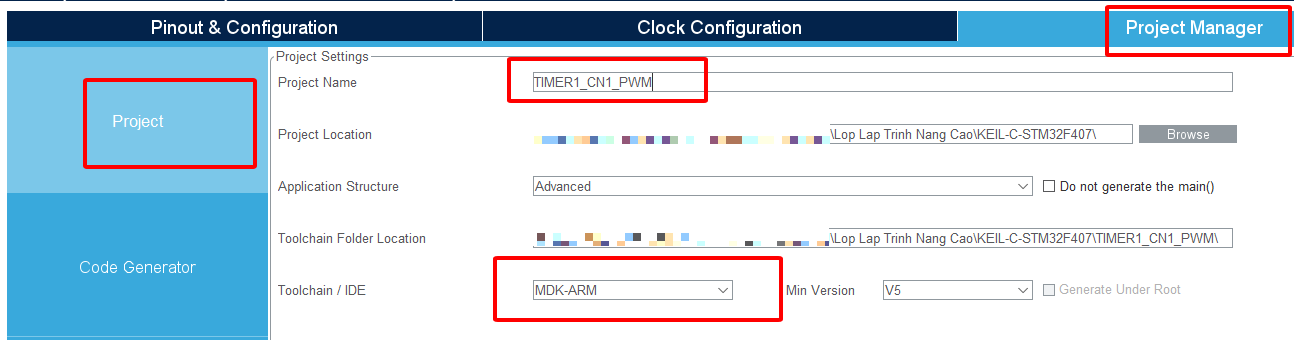 Pinout & Configuration Clock Configuration Project Manager
Project Settings
Project Name TIMER1_CN1_PWM
Project
Project Location \Lop Lap Trinh Nang Cao\KEIL-C-STM32F407\ Browse
Application Structure Advanced Do not generate the main()
Toolchain Folder Location \Lop Lap Trinh Nang Cao\KEIL-C-STM32F407\TIMER1_CN1_PWM\
Code Generator
Toolchain / IDE MDK-ARM Min Version V5 Generate Under Root